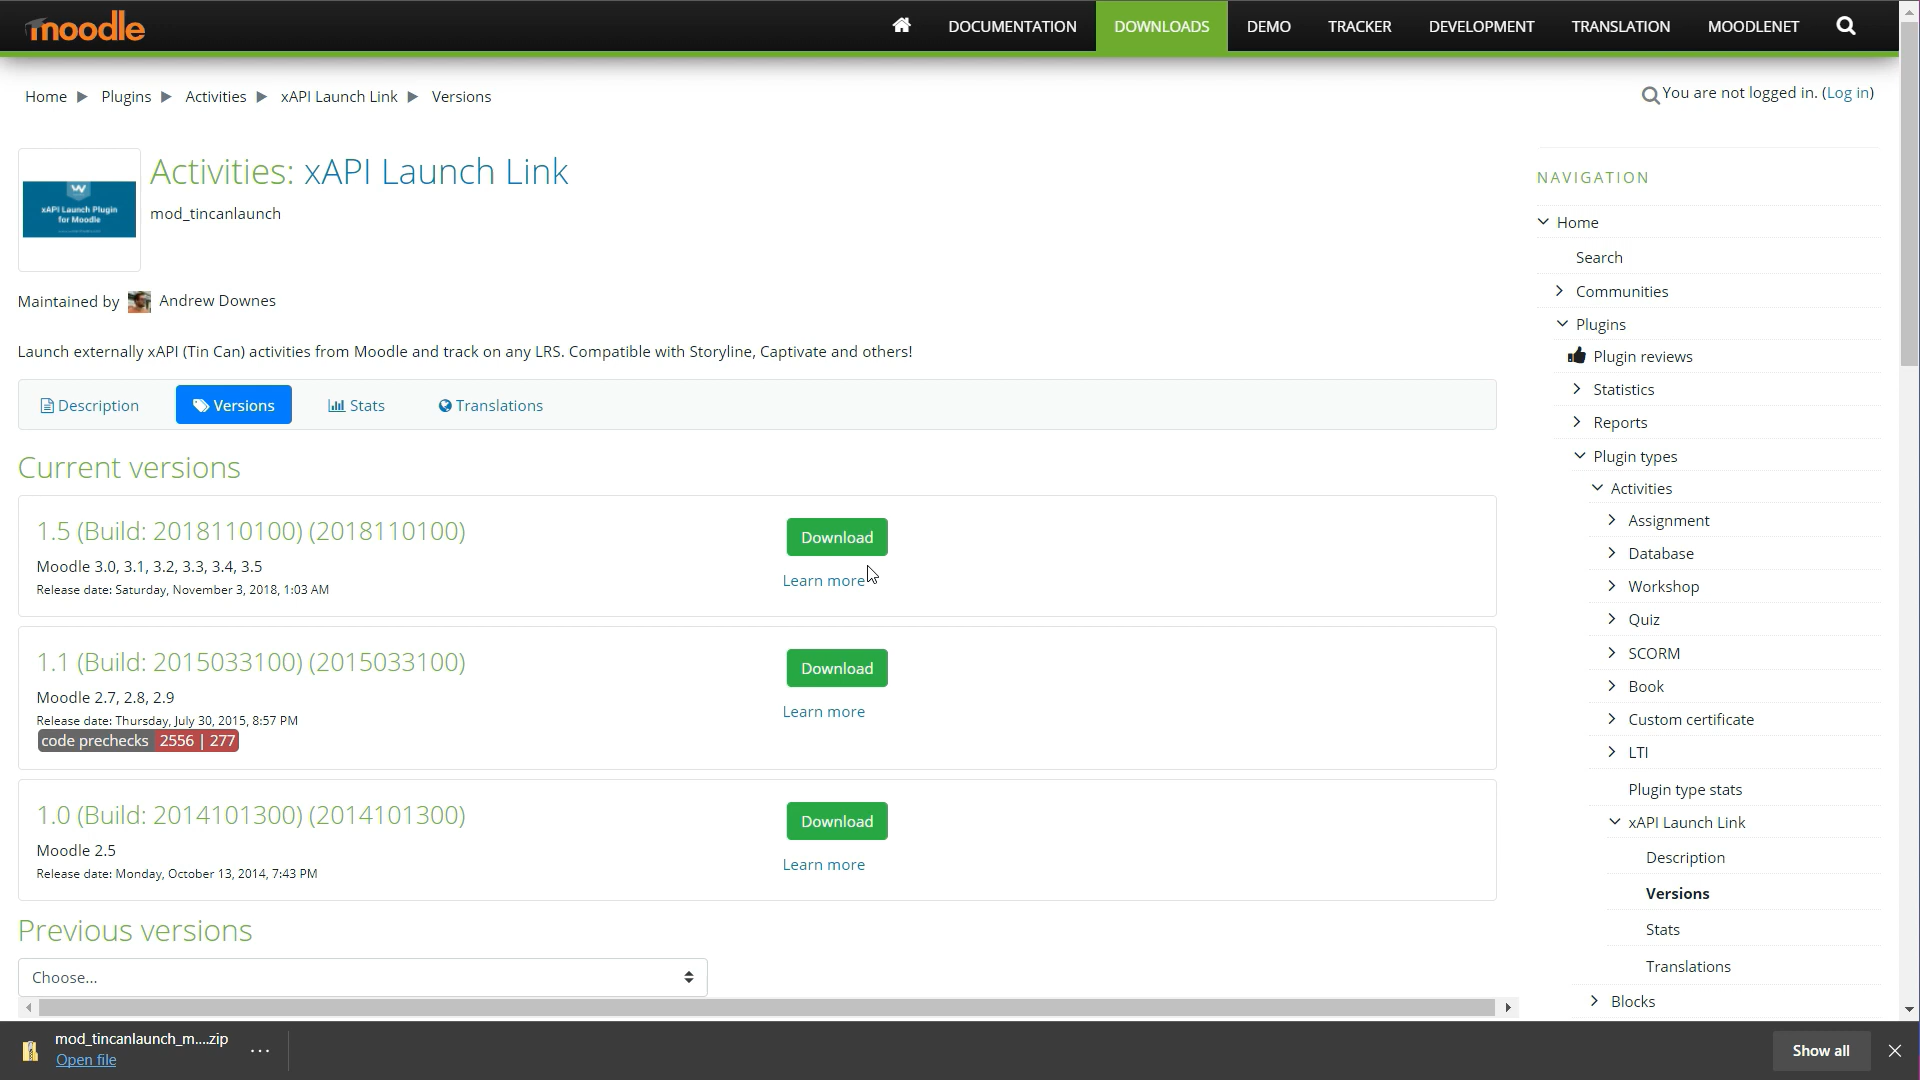 moodle
DOCUMENTATION
DOWNLOADS
DEMO
TRACKER
DEVELOPMENT
TRANSLATION
MOODLENET
Home
Plugins
Activities
xAPI Launch Link
Versions
You are not logged in. (Log in)
xAPI Launch Plugin
for Moodle
Activities: xAPI Launch Link
mod_tincanlaunch
Maintained by Andrew Downes
Launch externally xAPI (Tin Can) activities from Moodle and track on any LRS. Compatible with Storyline, Captivate and others!
Description
Versions
Stats
Translations
Current versions
1.5 (Build: 2018110100) (2018110100)
Moodle 3.0, 3.1, 3.2, 3.3, 3.4, 3.5
Release date: Saturday, November 3, 2018, 1:03 AM
Download
Learn more
1.1 (Build: 2015033100) (2015033100)
Moodle 2.7, 2.8, 2.9
Release date: Thursday, July 30, 2015, 8:57 PM
code prechecks 2556 | 277
Download
Learn more
1.0 (Build: 2014101300) (2014101300)
Moodle 2.5
Release date: Monday, October 13, 2014, 7:43 PM
Download
Learn more
Previous versions
Choose...
NAVIGATION
Home
Search
Communities
Plugins
Plugin reviews
Statistics
Reports
Plugin types
Activities
Assignment
Database
Workshop
Quiz
SCORM
Book
Custom certificate
LTI
Plugin type stats
xAPI Launch Link
Description
Versions
Stats
Translations
Blocks
mod_tincanlaunch_m....zip
Open file
Show all